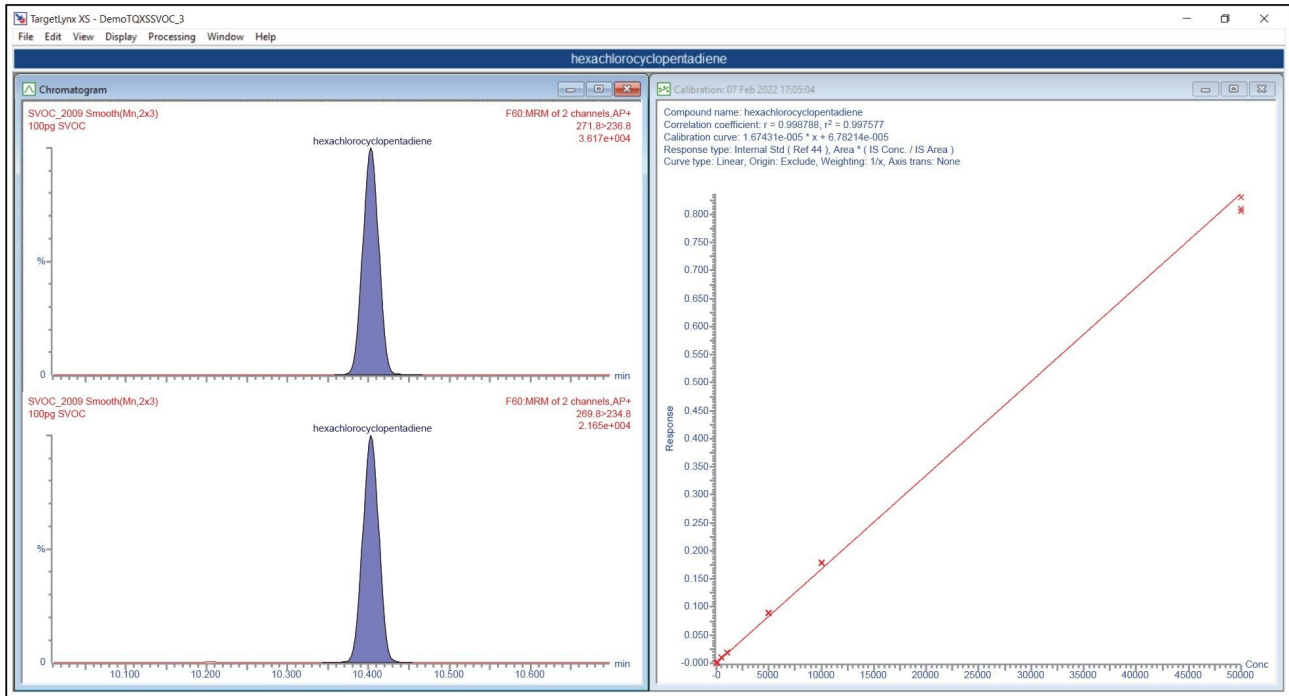 TargetLynx XS - DemoTQXSSVOC_3
File Edit View Display Processing Window Help
hexachlorocyclopentadiene
Chromatogram
SVOC_2009 Smooth(Mn,2x3)
100pg SVOC
F60:MRM of 2 channels,AP+
271.8>236.8
3.617e+004
hexachlorocyclopentadiene
%
0
min
SVOC_2009 Smooth(Mn,2x3)
100pg SVOC
F60:MRM of 2 channels,AP+
269.8>234.8
2.165e+004
hexachlorocyclopentadiene
%
0
min
10.100 10.200 10.300 10.400 10.500 10.600
Calibration: 07 Feb 2022 17:05:04
Compound name: hexachlorocyclopentadiene
Correlation coefficient: r = 0.998788, r² = 0.997577
Calibration curve: 1.67431e-005 * x + 6.78214e-005
Response type: Internal Std ( Ref 44 ), Area * ( IS Conc. / IS Area )
Curve type: Linear, Origin: Exclude, Weighting: 1/x, Axis trans: None
0.800
0.750
0.700
0.650
0.600
0.550
0.500
0.450
0.400
0.350
0.300
0.250
0.200
0.150
0.100
0.050
-0.000
Response
Conc
-0 5000 10000 15000 20000 25000 30000 35000 40000 45000 50000